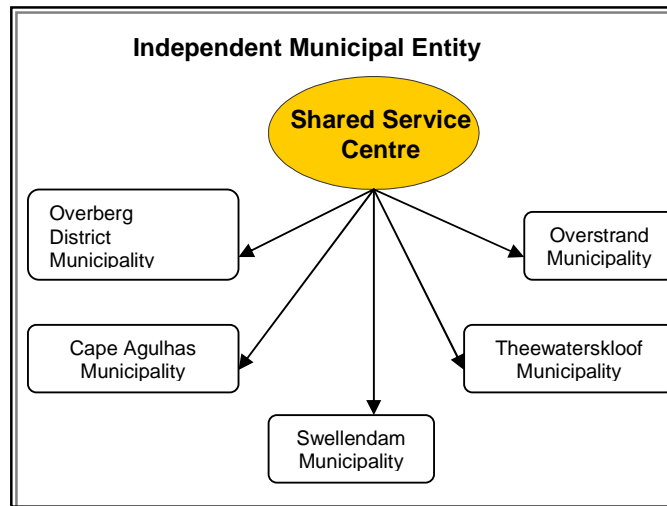 Independent Municipal Entity
Shared Service
Centre
Overberg
District
Municipality
Overstrand
Municipality
Cape Agulhas
Municipality
Theewaterskloof
Municipality
Swellendam
Municipality